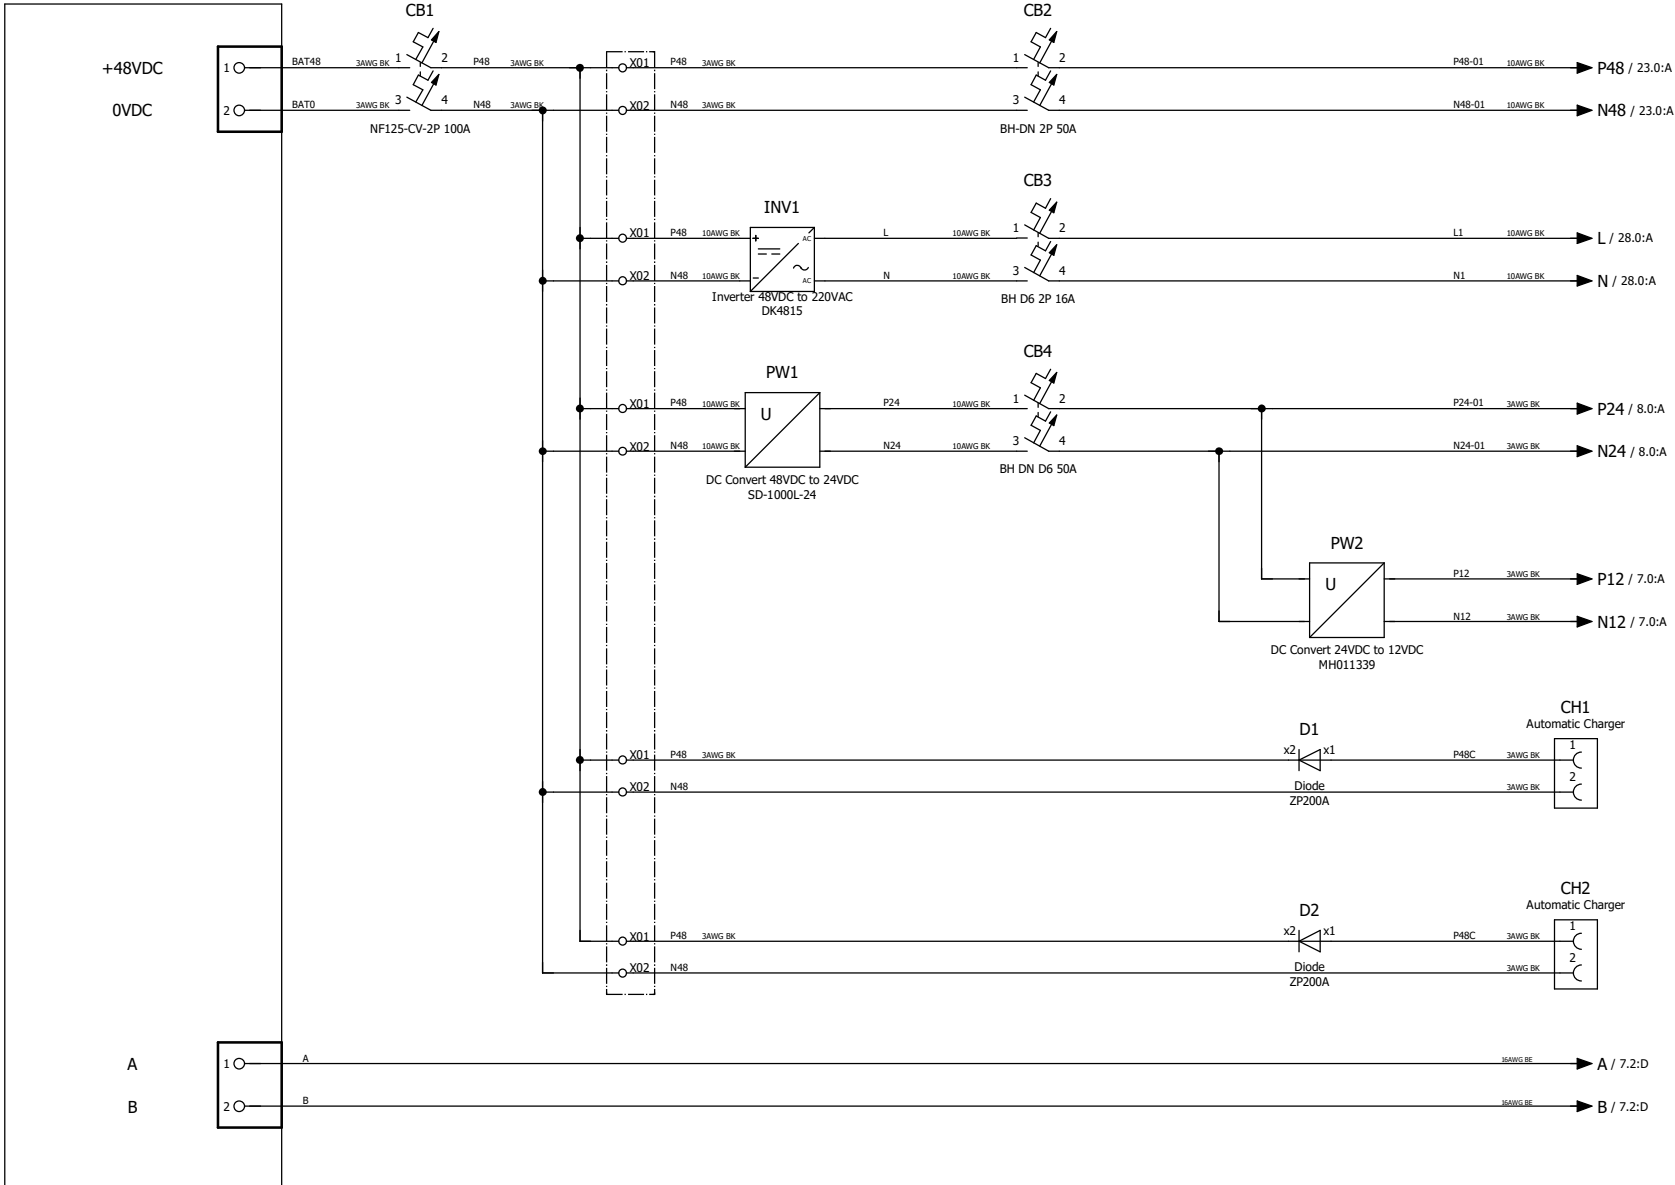 CB1
CB2
+48VDC
1
BAT48
3AWG BK
1
2
P48
3AWG BK
X01
P48
3AWG BK
1
2
P48-01
10AWG BK
P48 / 23.0:A
0VDC
2
BAT0
3AWG BK
3
4
N48
3AWG BK
X02
N48
3AWG BK
3
4
N48-01
10AWG BK
N48 / 23.0:A
NF125-CV-2P 100A
BH-DN 2P 50A
CB3
INV1
X01
P48
10AWG BK
+
AC
L
10AWG BK
1
2
L1
10AWG BK
L / 28.0:A
X02
N48
10AWG BK
-
AC
N
10AWG BK
3
4
N1
10AWG BK
N / 28.0:A
Inverter 48VDC to 220VAC
DK4815
BH D6 2P 16A
CB4
PW1
X01
P48
10AWG BK
U
P24
10AWG BK
1
2
P24-01
3AWG BK
P24 / 8.0:A
X02
N48
10AWG BK
N24
10AWG BK
3
4
N24-01
3AWG BK
N24 / 8.0:A
DC Convert 48VDC to 24VDC
SD-1000L-24
BH DN D6 50A
PW2
U
P12
3AWG BK
P12 / 7.0:A
N12
3AWG BK
N12 / 7.0:A
DC Convert 24VDC to 12VDC
MH011339
CH1
Automatic Charger
D1
X01
P48
3AWG BK
x2
x1
P48C
3AWG BK
1
X02
N48
Diode
ZP200A
3AWG BK
2
CH2
Automatic Charger
D2
X01
P48
3AWG BK
x2
x1
P48C
3AWG BK
1
X02
N48
Diode
ZP200A
3AWG BK
2
A
1
A
16AWG BE
A / 7.2:D
B
2
B
16AWG BE
B / 7.2:D